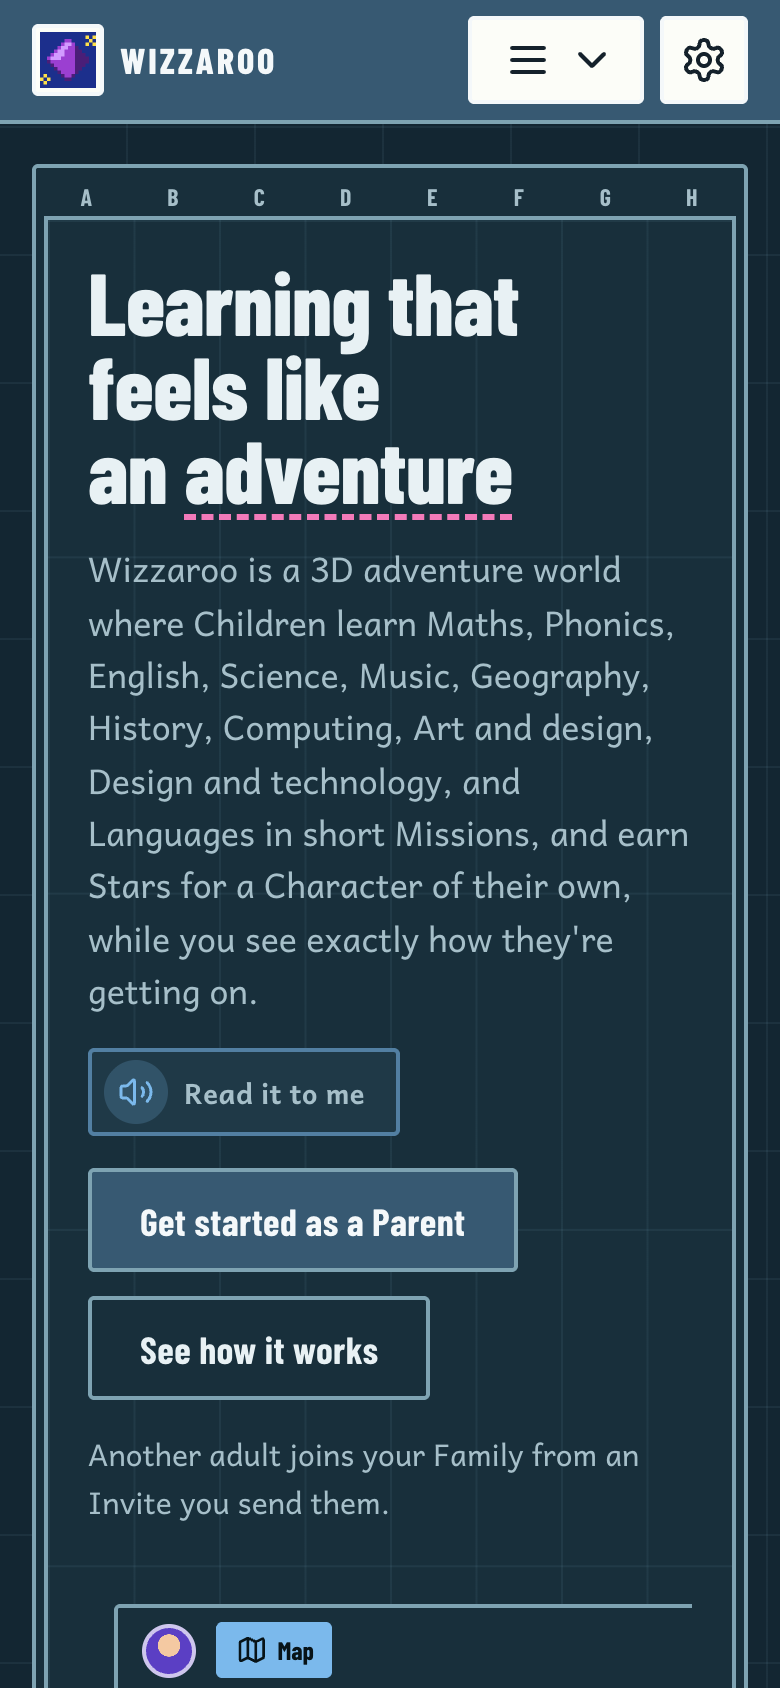 WIZZAROO
A B C D E F G H
Learning that
feels like
an adventure
Wizzaroo is a 3D adventure world
where Children learn Maths, Phonics,
English, Science, Music, Geography,
History, Computing, Art and design,
Design and technology, and
Languages in short Missions, and earn
Stars for a Character of their own,
while you see exactly how they're
getting on.
Read it to me
Get started as a Parent
See how it works
Another adult joins your Family from an
Invite you send them.
Map